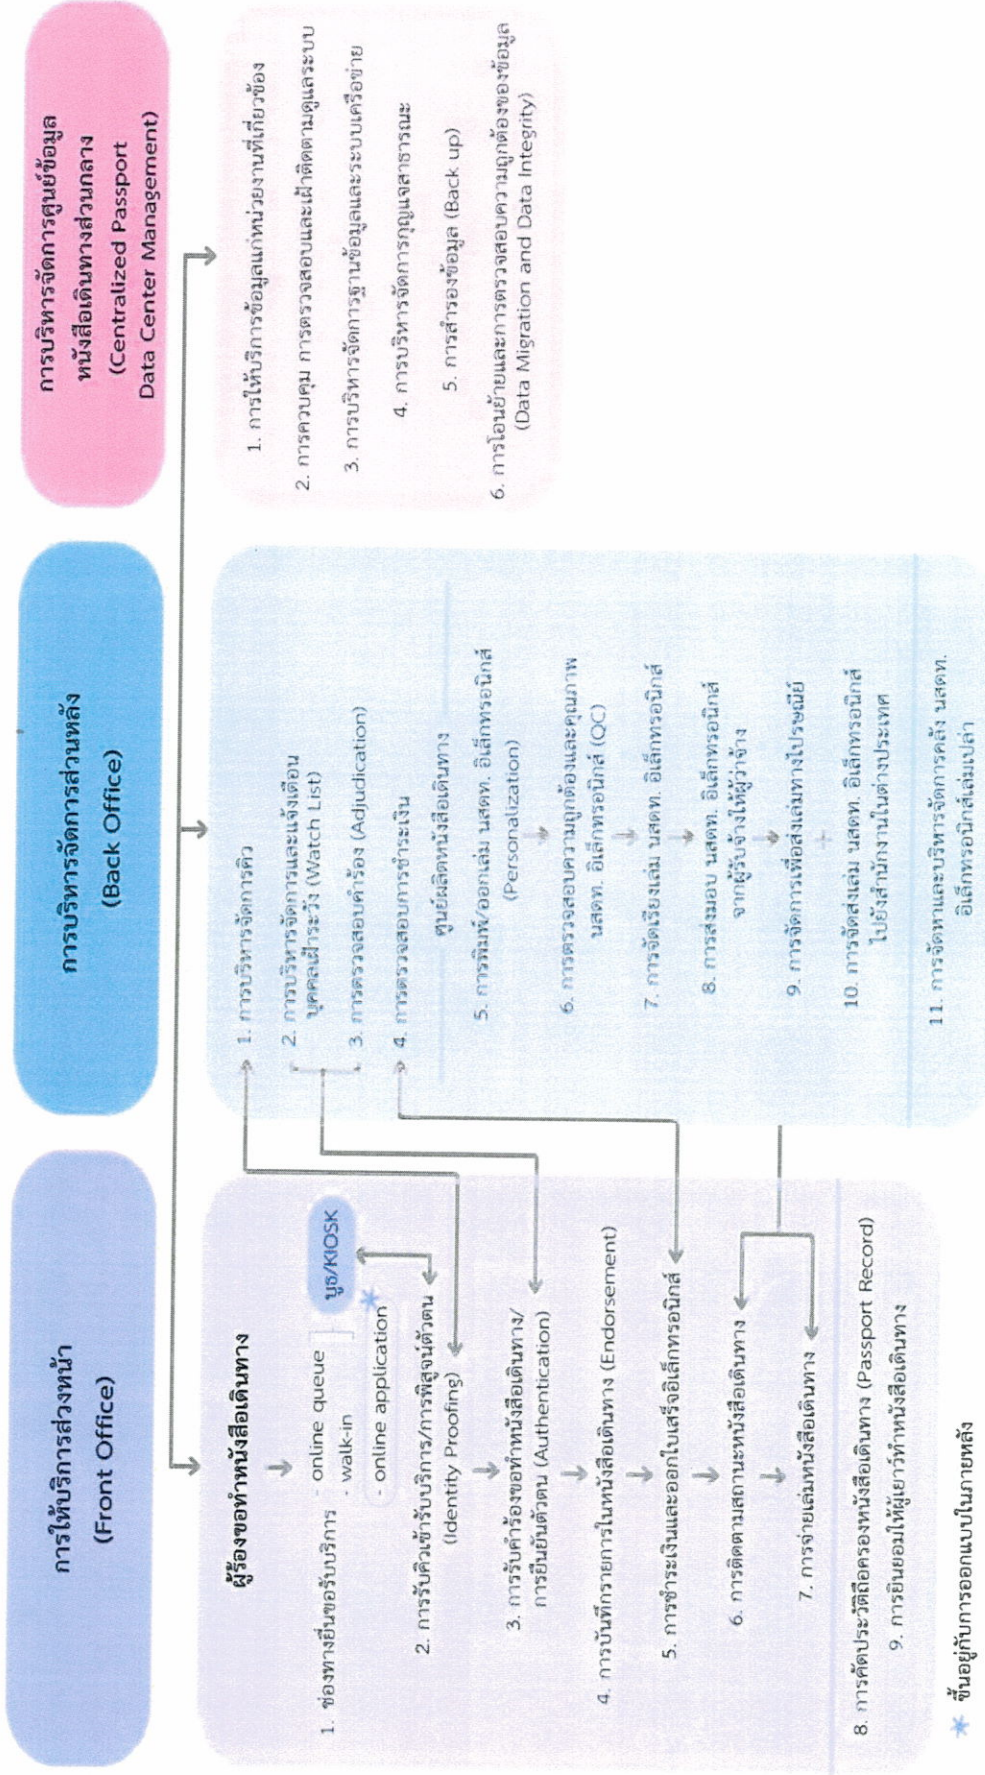 การให้บริการส่วงหน้า
(Front Office)
ผู้ร้องขอทำหนังสือเดินทาง
1. ช่องทางยื่นขอรับบริการ
- online queue
- walk-in
- online application
บูธ/KIOSK
*
2. การรับคิวเข้ารับบริการ/การพิสูจน์ตัวตน
(Identity Proofing)
3. การรับคำร้องขอทำหนังสือเดินทาง/
การยืนยันตัวตน (Authentication)
4. การบันทึกรายการในหนังสือเดินทาง (Endorsement)
5. การชำระเงินและออกใบเสร็จอิเล็กทรอนิกส์
6. การติดตามสถานะหนังสือเดินทาง
7. การจ่ายเล่มหนังสือเดินทาง
8. การคัดประวัติถือครองหนังสือเดินทาง (Passport Record)
9. การยินยอมให้ผู้เยาว์ทำหนังสือเดินทาง
* ขึ้นอยู่กับการออกแบบในภายหลัง
การบริหารจัดการส่วนหลัง
(Back Office)
1. การบริหารจัดการคิว
2. การบริหารจัดการและแจ้งเตือน
บุคคลเฝ้าระวัง (Watch List)
3. การตรวจสอบคำร้อง (Adjudication)
4. การตรวจสอบการชำระเงิน
ศูนย์ผลิตหนังสือเดินทาง
5. การพิมพ์/ออกเล่ม นสดท. อิเล็กทรอนิกส์
(Personalization)
6. การตรวจสอบความถูกต้องและคุณภาพ
นสดท. อิเล็กทรอนิกส์ (QC)
7. การจัดเรียงเล่ม นสดท. อิเล็กทรอนิกส์
8. การส่งมอบ นสดท. อิเล็กทรอนิกส์
จากผู้รับจ้างให้ผู้ว่าจ้าง
9. การจัดการเพื่อส่งเล่มทางไปรษณีย์
10. การจัดส่งเล่ม นสดท. อิเล็กทรอนิกส์
ไปยังสำนักงานในต่างประเทศ
11. การจัดหาและบริหารจัดการคลัง นสดท.
อิเล็กทรอนิกส์เล่มเปล่า
การบริหารจัดการศูนย์ข้อมูล
หนังสือเดินทางส่วนกลาง
(Centralized Passport
Data Center Management)
1. การให้บริการข้อมูลแก่หน่วยงานที่เกี่ยวข้อง
2. การควบคุม การตรวจสอบและเฝ้าติดตามดูแลระบบ
3. การบริหารจัดการฐานข้อมูลและระบบเครือข่าย
4. การบริหารจัดการกุญแจสาธารณะ
5. การสำรองข้อมูล (Back up)
6. การโอนย้ายและการตรวจสอบความถูกต้องของข้อมูล
(Data Migration and Data Integrity)